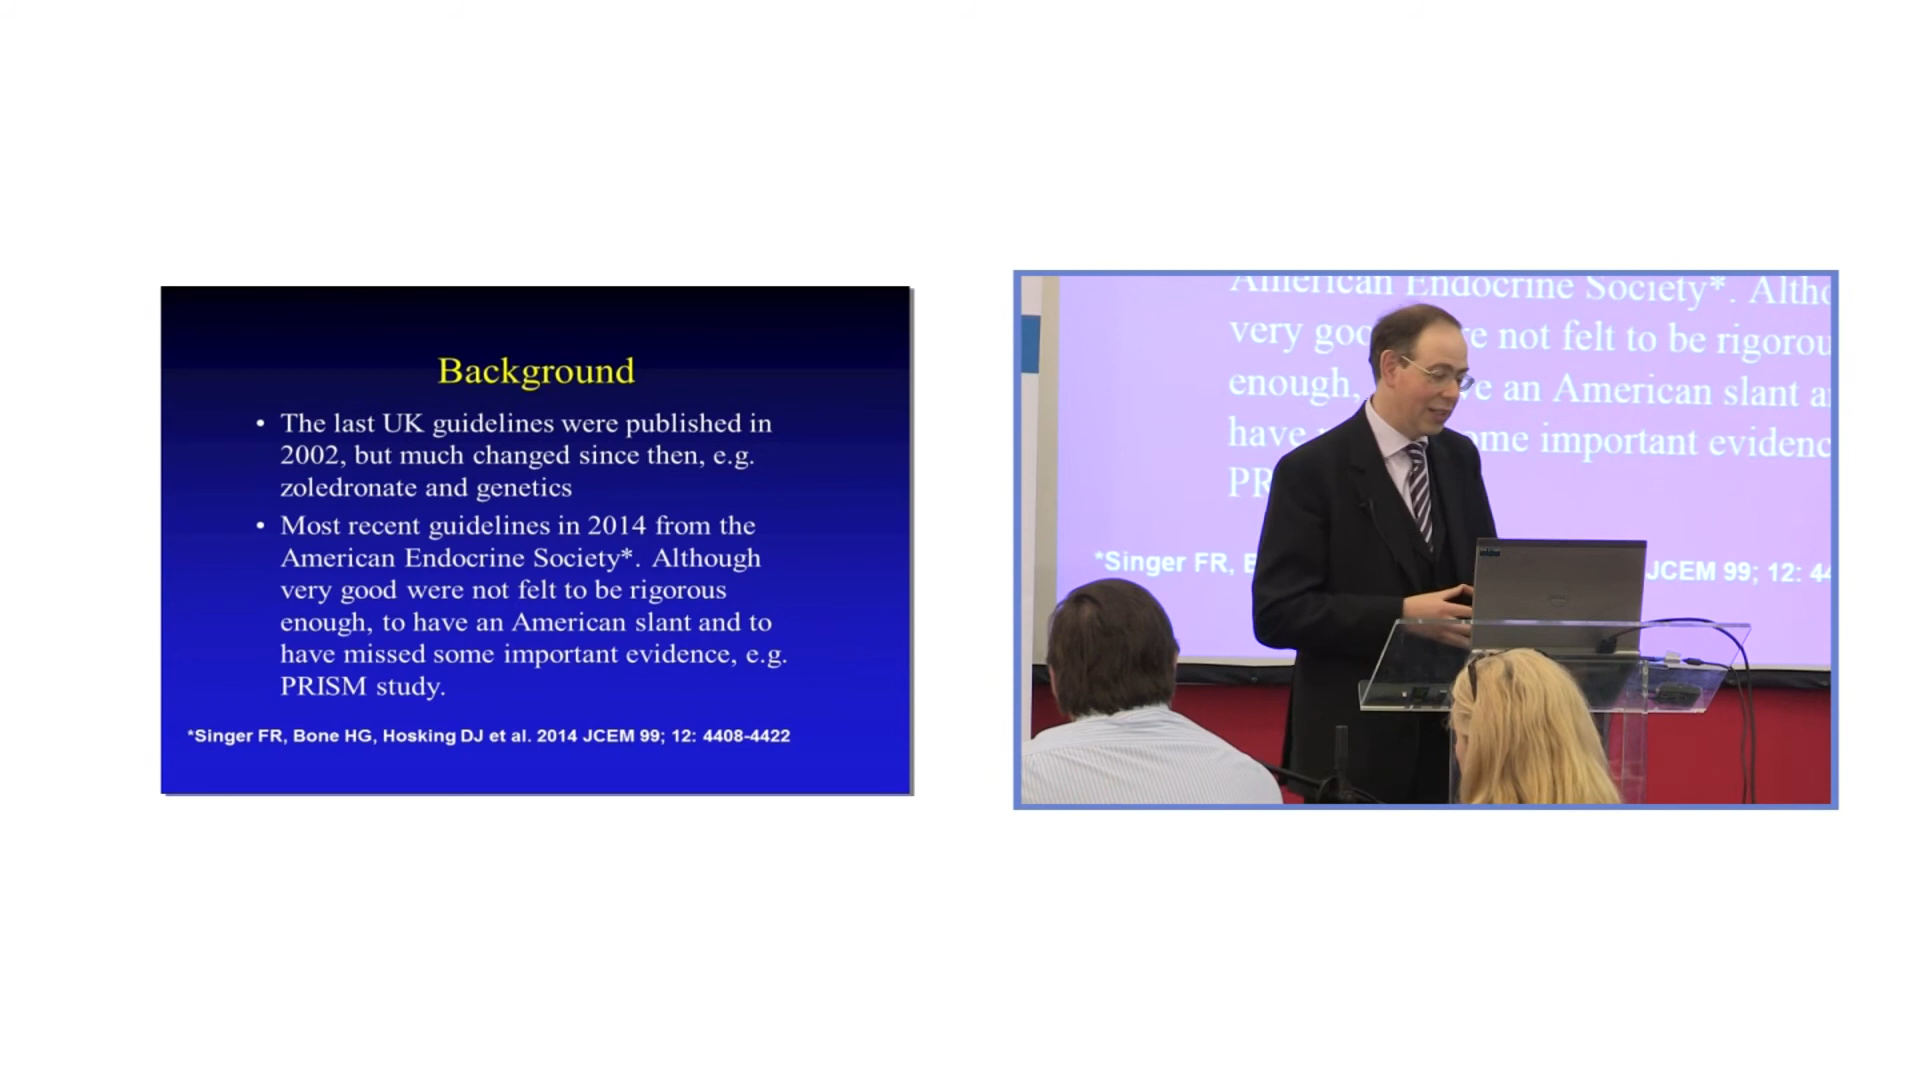 Background
• The last UK guidelines were published in
2002, but much changed since then, e.g.
zoledronate and genetics
• Most recent guidelines in 2014 from the
American Endocrine Society*. Although
very good were not felt to be rigorous
enough, to have an American slant and to
have missed some important evidence, e.g.
PRISM study.
*Singer FR, Bone HG, Hosking DJ et al. 2014 JCEM 99; 12: 4408-4422
American Endocrine Society*. Altho
very goo re not felt to be rigorou
enough, ve an American slant a
have ome important evidenc
PR
*Singer FR, B JCEM 99; 12: 44